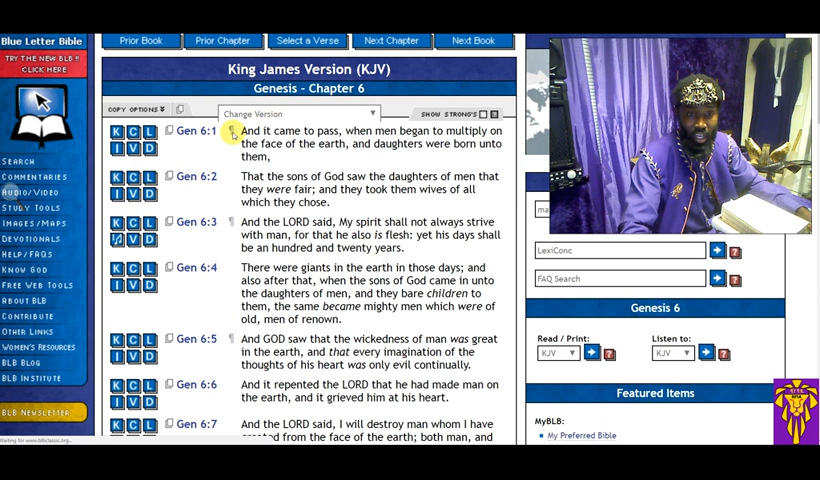 Blue Letter Bible
TRY THE NEW BLB !!
CLICK HERE
SEARCH
COMMENTARIES
AUDIO/VIDEO
STUDY TOOLS
IMAGES/MAPS
DEVOTIONALS
HELP/FAQS
KNOW GOD
FREE WEB TOOLS
ABOUT BLB
CONTRIBUTE
OTHER LINKS
WOMEN'S RESOURCES
BLB BLOG
BLB INSTITUTE
BLB NEWSLETTER
Prior Book Prior Chapter Select a Verse Next Chapter Next Book
King James Version (KJV)
Genesis - Chapter 6
COPY OPTIONS Change Version SHOW STRONG'S
K C L Gen 6:1 ¶ And it came to pass, when men began to multiply on
I V D the face of the earth, and daughters were born unto
them,
K C L Gen 6:2 That the sons of God saw the daughters of men that
I V D they were fair; and they took them wives of all
which they chose.
K C L Gen 6:3 ¶ And the LORD said, My spirit shall not always strive
V D with man, for that he also is flesh: yet his days shall
be an hundred and twenty years.
K C L Gen 6:4 There were giants in the earth in those days; and
I V D also after that, when the sons of God came in unto
the daughters of men, and they bare children to
them, the same became mighty men which were of
old, men of renown.
K C L Gen 6:5 ¶ And GOD saw that the wickedness of man was great
I V D in the earth, and that every imagination of the
thoughts of his heart was only evil continually.
K C L Gen 6:6 And it repented the LORD that he had made man on
I V D the earth, and it grieved him at his heart.
K C L Gen 6:7 And the LORD said, I will destroy man whom I have
created from the face of the earth; both man, and
ma
LexiConc ?
FAQ Search ?
Genesis 6
Read / Print: Listen to:
KJV ? KJV ?
Featured Items
MyBLB:
My Preferred Bible
Waiting for www.blbclassic.org...